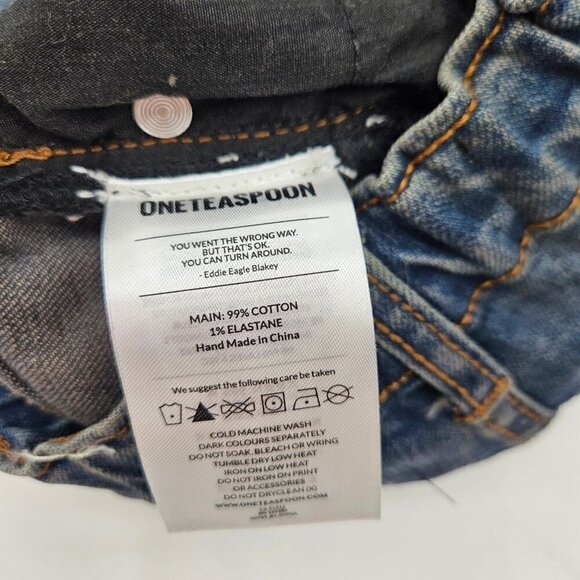 ONETEASPOON
YOU WENT THE WRONG WAY.
BUT THAT'S OK.
YOU CAN TURN AROUND.
- Eddie Eagle Blakey
MAIN: 99% COTTON
1% ELASTANE
Hand Made in China
We suggest the following care be taken
COLD MACHINE WASH
DARK COLOURS SEPARATELY
DO NOT SOAK, BLEACH OR WRING
TUMBLE DRY LOW HEAT
IRON ON LOW HEAT
DO NOT IRON ON PRINT
OR ACCESSORIES
DO NOT DRYCLEAN (X)
WWW.ONETEASPOON.COM